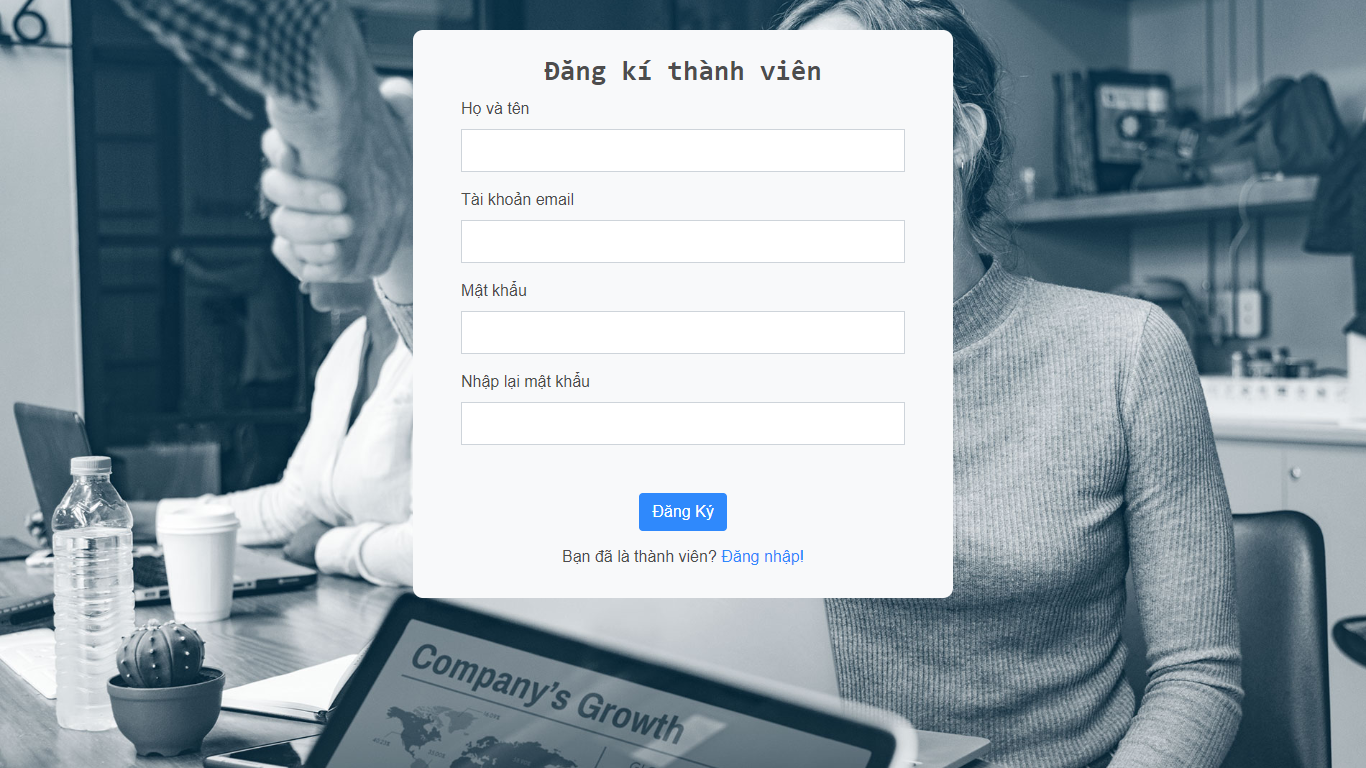 16
Đăng kí thành viên
Họ và tên
Tài khoản email
Mật khẩu
Nhập lại mật khẩu
Đăng Ký
Bạn đã là thành viên? Đăng nhập!
Company's Growth